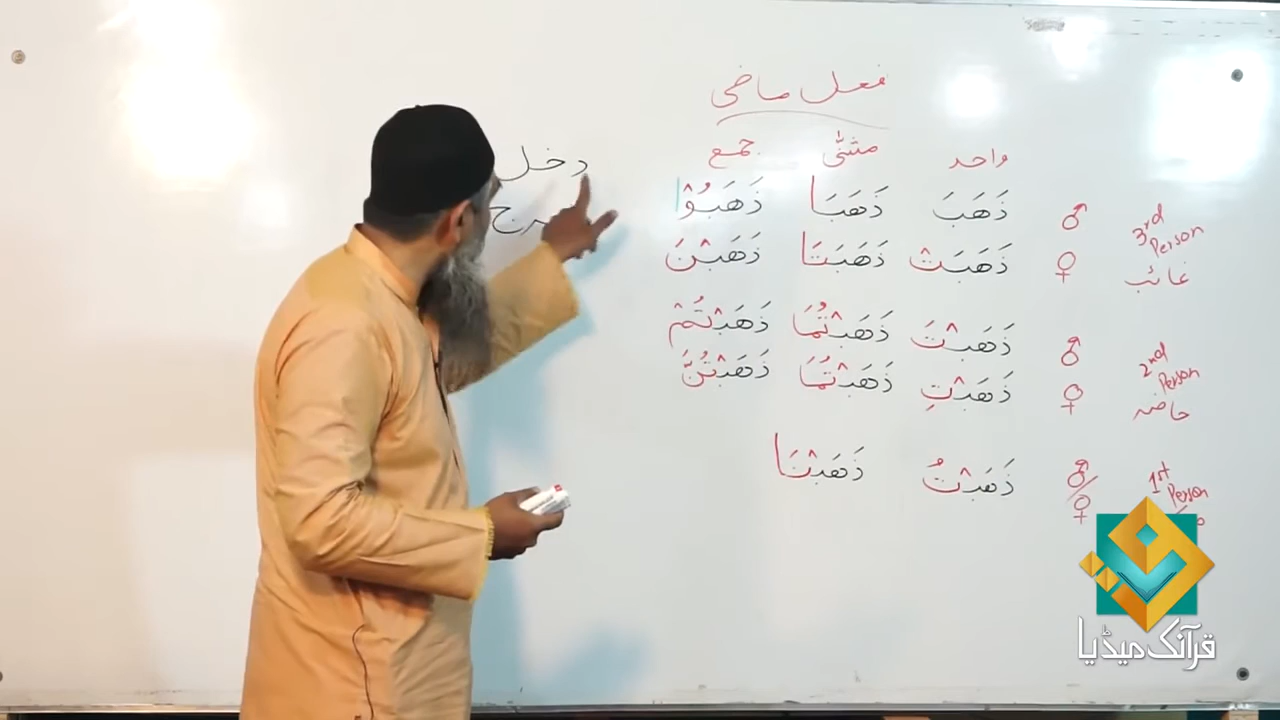 فعل ماضی
واحد مثنّٰی جمع
3rd Person ♂ ذَهَبَ ذَهَبَا ذَهَبُوْا
غائب ♀ ذَهَبَتْ ذَهَبَتَا ذَهَبْنَ
2nd Person ♂ ذَهَبْتَ ذَهَبْتُمَا ذَهَبْتُمْ
حاضر ♀ ذَهَبْتِ ذَهَبْتُمَا ذَهَبْتُنَّ
1st Person ♂/♀ ذَهَبْتُ ذَهَبْنَا
دخل
قرآنک میڈیا